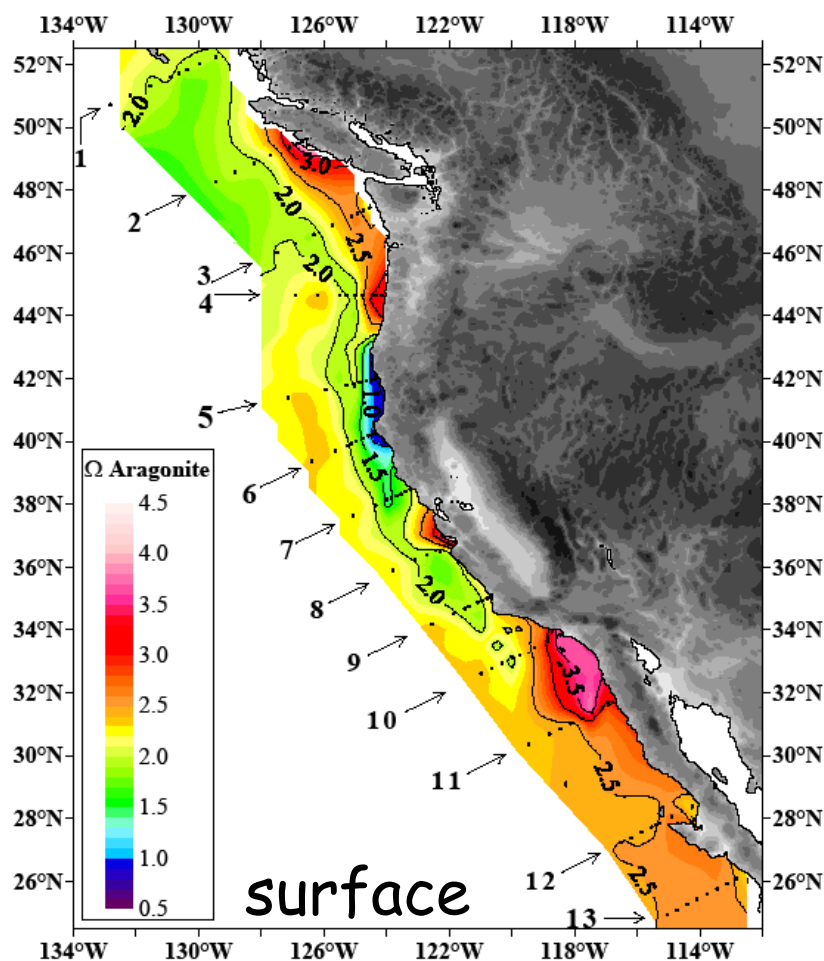 134°W 130°W 126°W 122°W 118°W 114°W
52°N 52°N
2.0
50°N 50°N
1
3.0
48°N 48°N
2
2.0
2.5
46°N 46°N
3
2.0
4
44°N 44°N
42°N 42°N
1.0
5
40°N 40°N
1.5
Ω Aragonite
6
4.5
38°N 38°N
7
4.0
36°N 36°N
2.0
3.5
8
34°N 34°N
9
3.0
3.5
32°N 32°N
2.5
10
2.0
30°N 30°N
11
2.5
1.5
28°N 28°N
1.0
12
26°N 26°N
2.5
surface
0.5
13
134°W 130°W 126°W 122°W 118°W 114°W